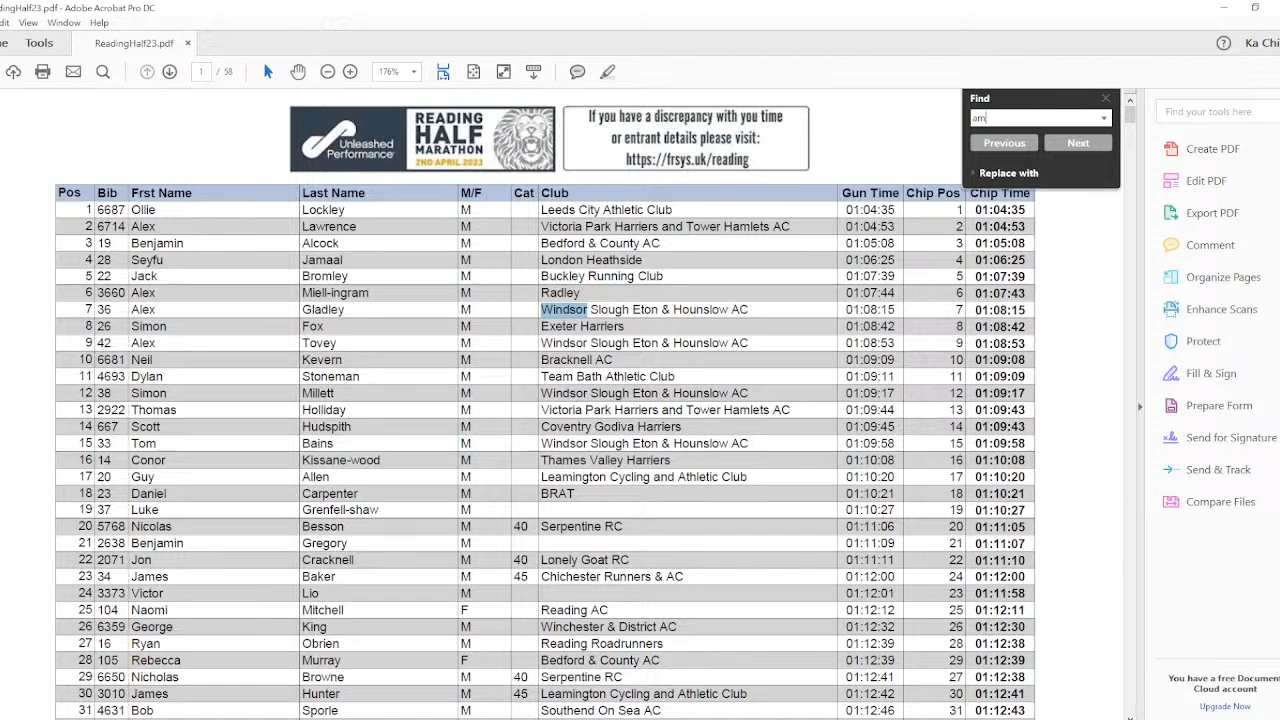 dingHalf23.pdf - Adobe Acrobat Pro DC
dit View Window Help
me Tools ReadingHalf23.pdf × Ka Chi
1 / 58 176%
Find
am
Previous Next
Replace with
Unleashed Performance
READING HALF MARATHON
2ND APRIL 2023
If you have a discrepancy with you time
or entrant details please visit:
https://frsys.uk/reading
Pos Bib Frst Name Last Name M/F Cat Club Gun Time Chip Pos Chip Time
1 6687 Ollie Lockley M Leeds City Athletic Club 01:04:35 1 01:04:35
2 6714 Alex Lawrence M Victoria Park Harriers and Tower Hamlets AC 01:04:53 2 01:04:53
3 19 Benjamin Alcock M Bedford & County AC 01:05:08 3 01:05:08
4 28 Seyfu Jamaal M London Heathside 01:06:25 4 01:06:25
5 22 Jack Bromley M Buckley Running Club 01:07:39 5 01:07:39
6 3660 Alex Miell-ingram M Radley 01:07:44 6 01:07:43
7 36 Alex Gladley M Windsor Slough Eton & Hounslow AC 01:08:15 7 01:08:15
8 26 Simon Fox M Exeter Harriers 01:08:42 8 01:08:42
9 42 Alex Tovey M Windsor Slough Eton & Hounslow AC 01:08:53 9 01:08:53
10 6681 Neil Kevern M Bracknell AC 01:09:09 10 01:09:08
11 4693 Dylan Stoneman M Team Bath Athletic Club 01:09:11 11 01:09:09
12 38 Simon Millett M Windsor Slough Eton & Hounslow AC 01:09:17 12 01:09:17
13 2922 Thomas Holliday M Victoria Park Harriers and Tower Hamlets AC 01:09:44 13 01:09:43
14 667 Scott Hudspith M Coventry Godiva Harriers 01:09:45 14 01:09:43
15 33 Tom Bains M Windsor Slough Eton & Hounslow AC 01:09:58 15 01:09:58
16 14 Conor Kissane-wood M Thames Valley Harriers 01:10:08 16 01:10:08
17 20 Guy Allen M Leamington Cycling and Athletic Club 01:10:20 17 01:10:20
18 23 Daniel Carpenter M BRAT 01:10:21 18 01:10:21
19 37 Luke Grenfell-shaw M 01:10:27 19 01:10:27
20 5768 Nicolas Besson M 40 Serpentine RC 01:11:06 20 01:11:05
21 2638 Benjamin Gregory M 01:11:09 21 01:11:07
22 2071 Jon Cracknell M 40 Lonely Goat RC 01:11:11 22 01:11:10
23 34 James Baker M 45 Chichester Runners & AC 01:12:00 24 01:12:00
24 3373 Victor Lio M 01:12:01 23 01:11:58
25 104 Naomi Mitchell F Reading AC 01:12:12 25 01:12:11
26 6359 George King M Winchester & District AC 01:12:32 26 01:12:30
27 16 Ryan Obrien M Reading Roadrunners 01:12:39 28 01:12:38
28 105 Rebecca Murray F Bedford & County AC 01:12:39 29 01:12:39
29 6650 Nicholas Browne M 40 Serpentine RC 01:12:41 27 01:12:38
30 3010 James Hunter M 45 Leamington Cycling and Athletic Club 01:12:42 30 01:12:41
31 4631 Bob Sporle M Southend On Sea AC 01:12:46 31 01:12:43
Find your tools here
Create PDF
Edit PDF
Export PDF
Comment
Organize Pages
Enhance Scans
Protect
Fill & Sign
Prepare Form
Send for Signature
Send & Track
Compare Files
You have a free Documen
Cloud account
Upgrade Now